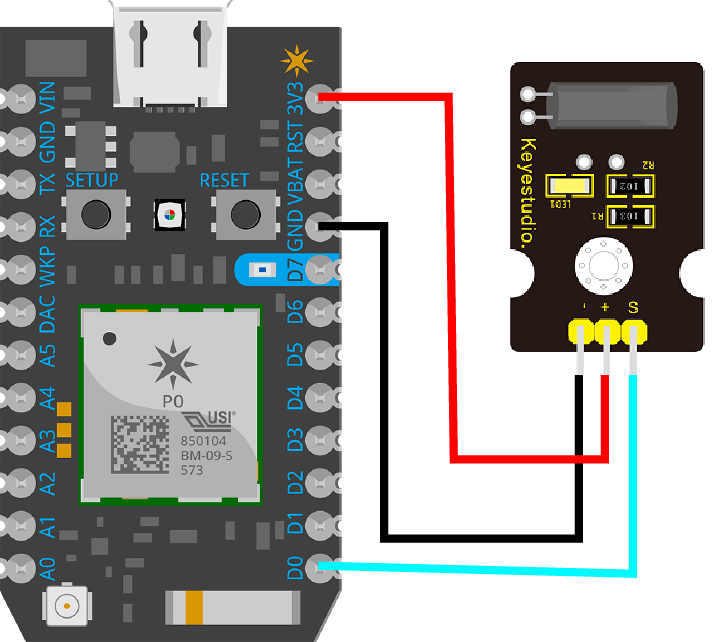 VIN
GND
TX
RX
WKP
DAC
A5
A4
A3
A2
A1
A0
SETUP
RESET
3V3
RST
VBAT
GND
D7
D6
D5
D4
D3
D2
D1
D0
P0
USI®
850104
BM-09-S
573
Keyestudio.
R2
102
LED1
R1
103
- + S